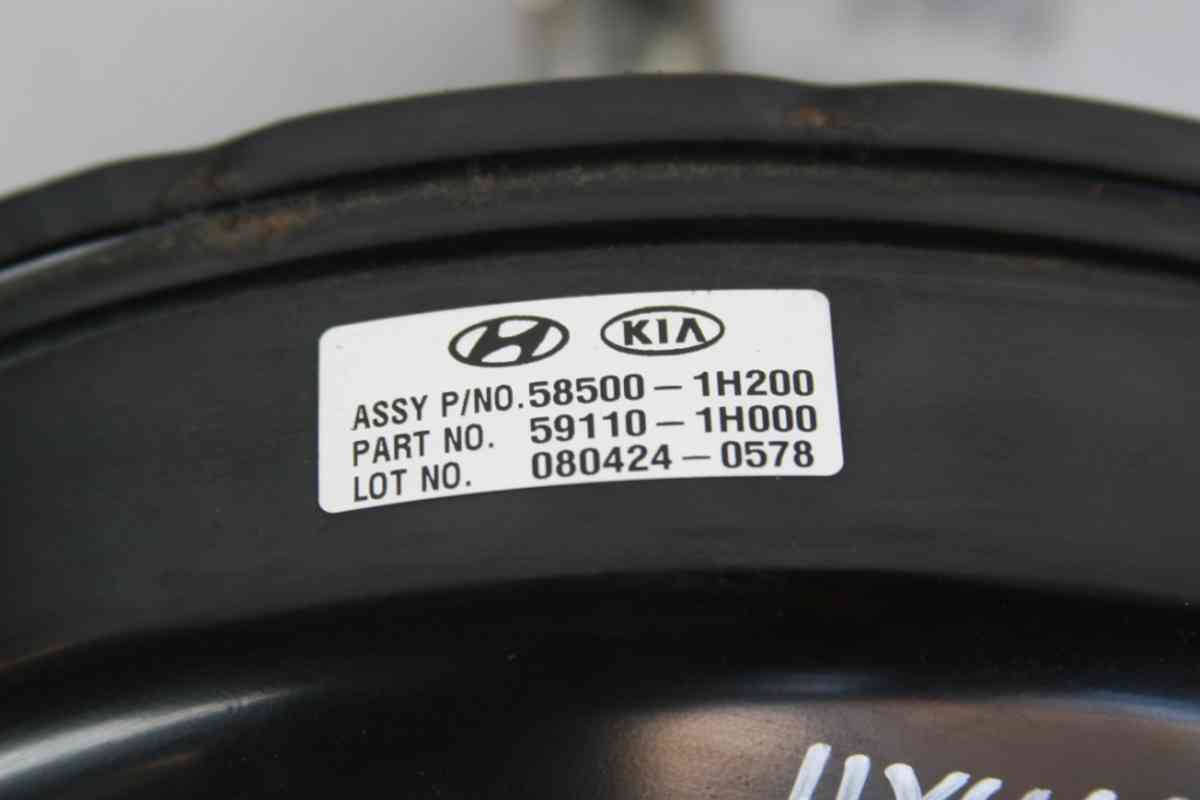 KIA
ASSY P/NO. 58500-1H200
PART NO. 59110-1H000
LOT NO. 080424-0578